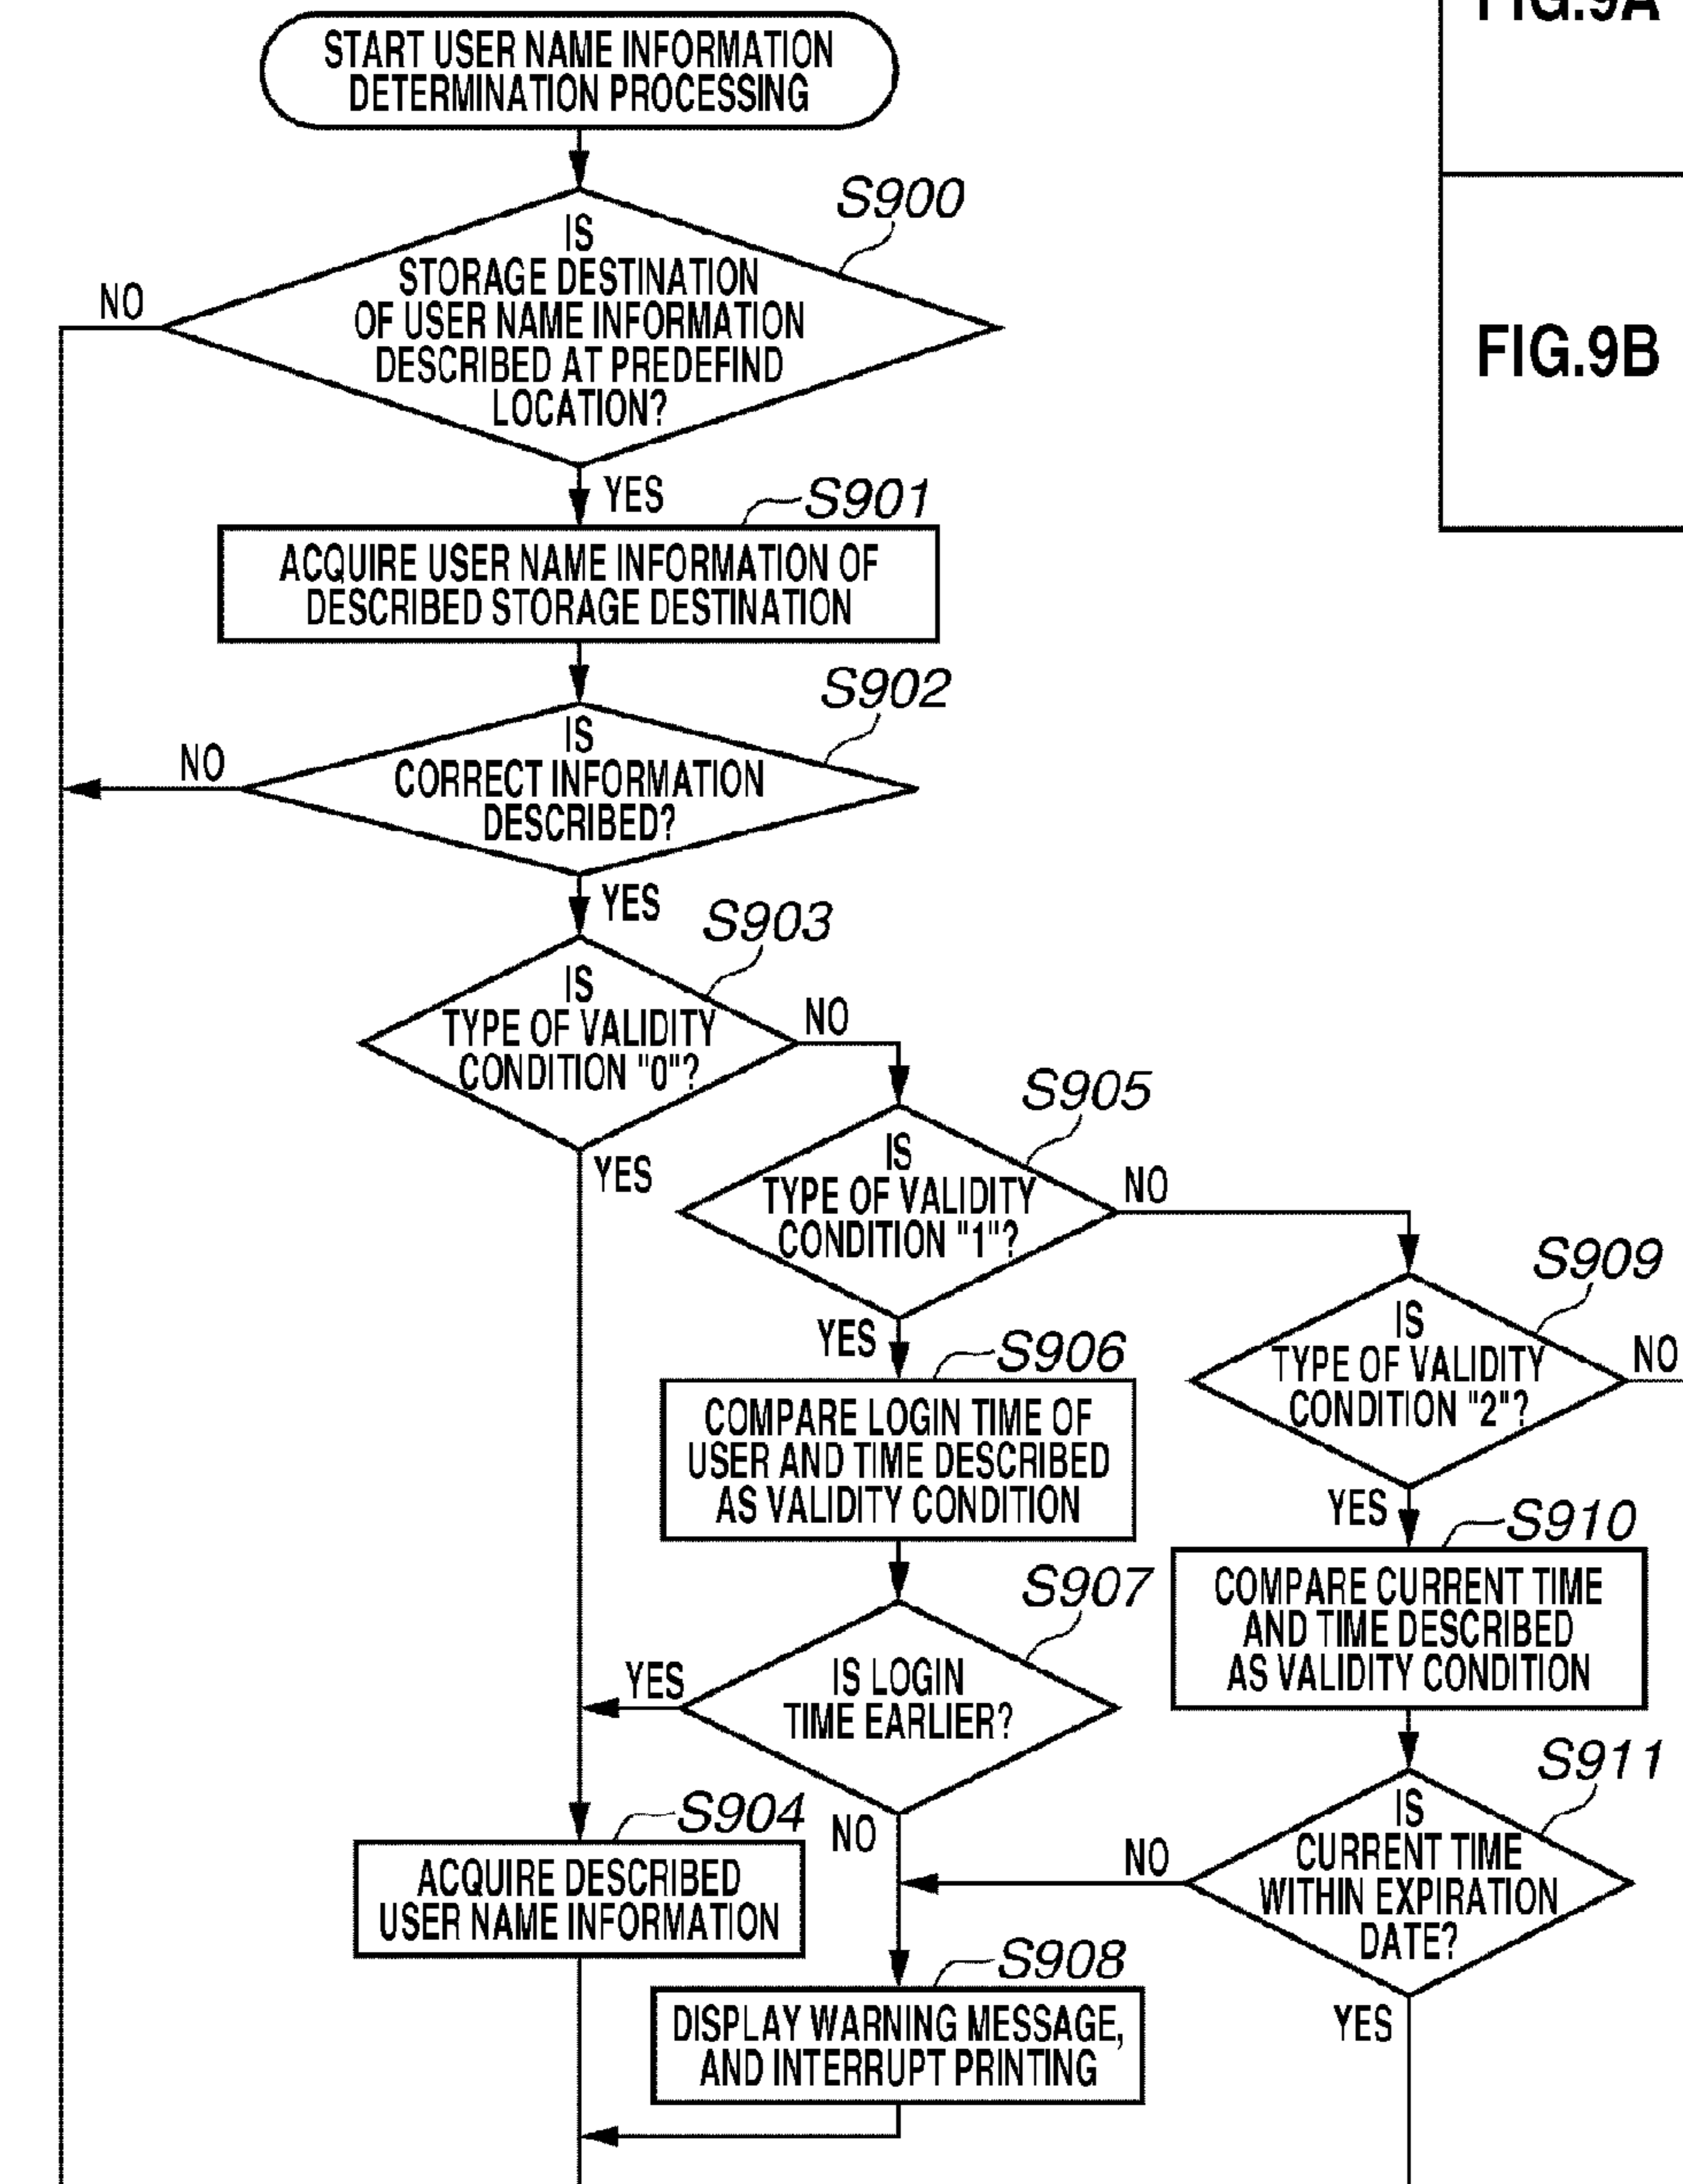 START USER NAME INFORMATION
DETERMINATION PROCESSING
FIG.9A
FIG.9B
S900
IS
STORAGE DESTINATION
OF USER NAME INFORMATION
DESCRIBED AT PREDEFIND
LOCATION?
NO
YES
S901
ACQUIRE USER NAME INFORMATION OF
DESCRIBED STORAGE DESTINATION
S902
IS
CORRECT INFORMATION
DESCRIBED?
NO
YES
S903
IS
TYPE OF VALIDITY
CONDITION "0"?
NO
YES
S905
IS
TYPE OF VALIDITY
CONDITION "1"?
NO
YES
S909
IS
TYPE OF VALIDITY
CONDITION "2"?
NO
YES
S906
COMPARE LOGIN TIME OF
USER AND TIME DESCRIBED
AS VALIDITY CONDITION
S910
COMPARE CURRENT TIME
AND TIME DESCRIBED
AS VALIDITY CONDITION
S907
IS LOGIN
TIME EARLIER?
YES
NO
S911
IS
CURRENT TIME
WITHIN EXPIRATION
DATE?
NO
YES
S904
ACQUIRE DESCRIBED
USER NAME INFORMATION
S908
DISPLAY WARNING MESSAGE,
AND INTERRUPT PRINTING